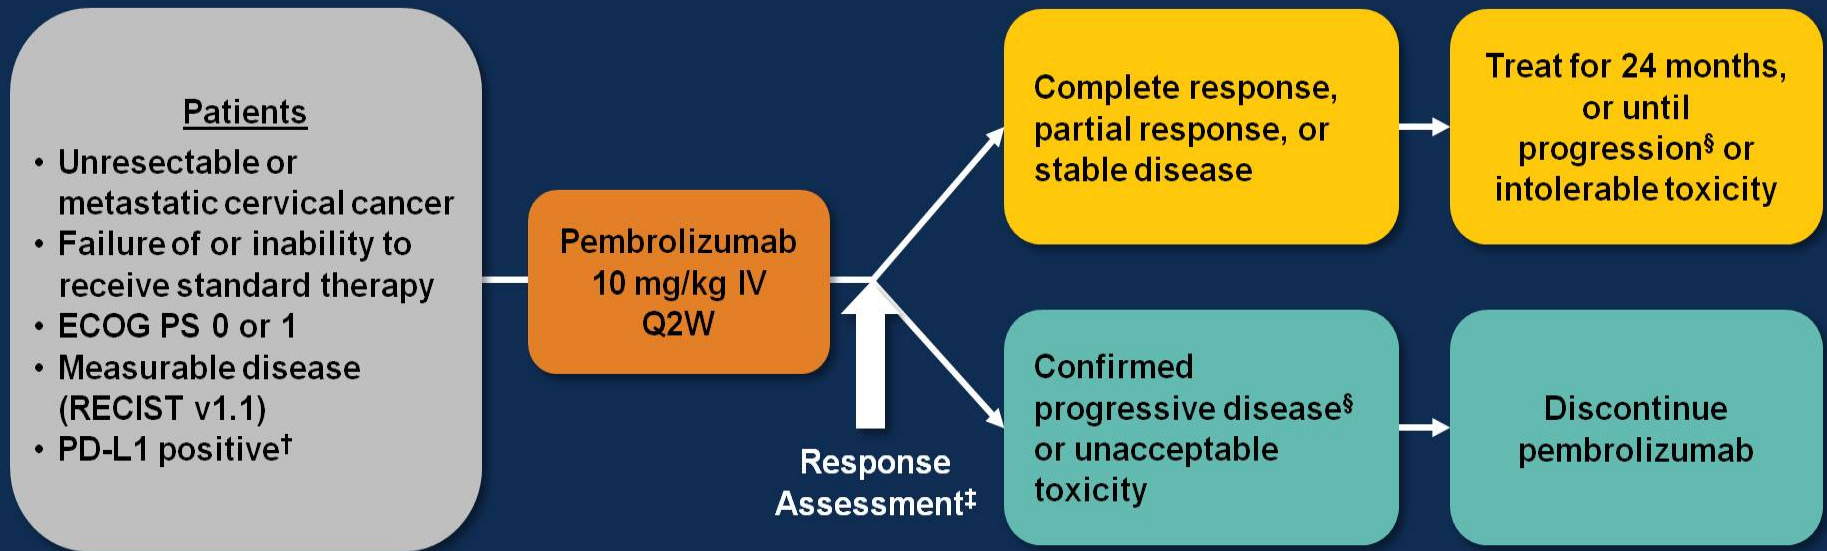 Patients
• Unresectable or
metastatic cervical cancer
• Failure of or inability to
receive standard therapy
• ECOG PS 0 or 1
• Measurable disease
(RECIST v1.1)
• PD-L1 positive†
Pembrolizumab
10 mg/kg IV
Q2W
Response
Assessment‡
Complete response,
partial response, or
stable disease
Treat for 24 months,
or until
progression§ or
intolerable toxicity
Confirmed
progressive disease§
or unacceptable
toxicity
Discontinue
pembrolizumab